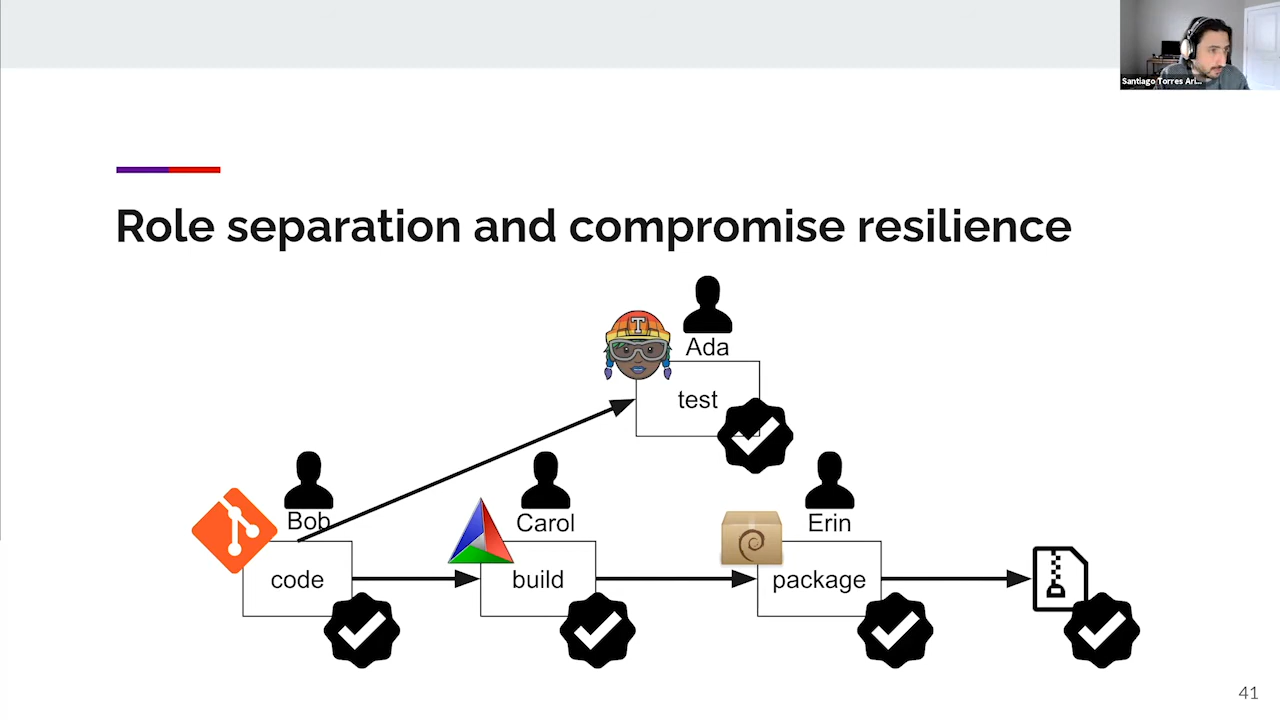 Santiago Torres Ari...
Role separation and compromise resilience
Ada
T
test
Bob
Carol
Erin
code
build
package
41